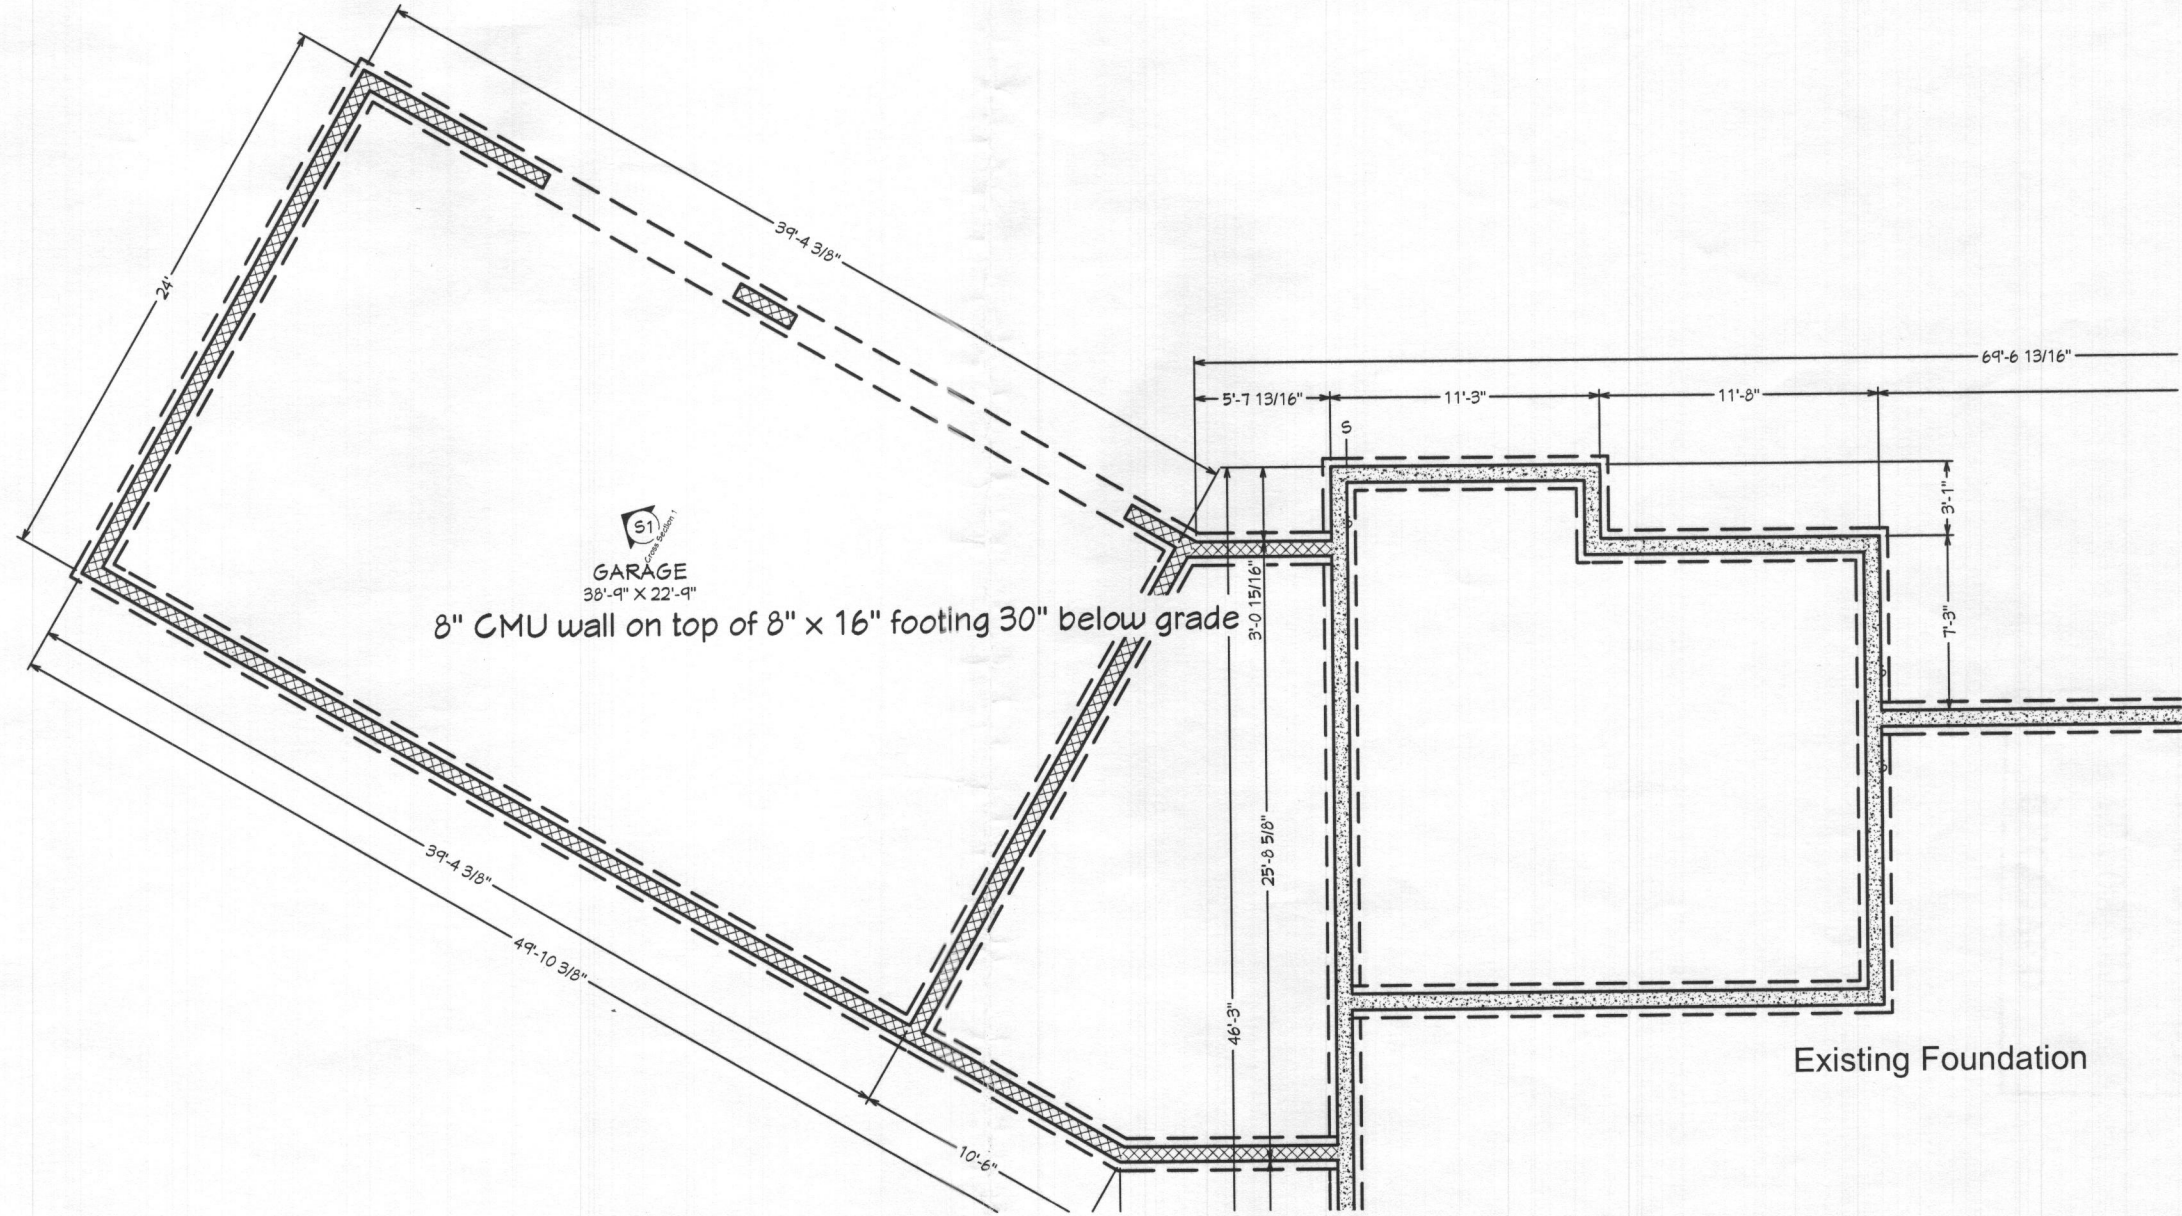 39'-4 3/8"
24'
69'-6 13/16"
5'-7 13/16"
11'-3"
11'-8"
S
3'-1"
S1
Cross Section 1
GARAGE
38'-9" X 22'-9"
8" CMU wall on top of 8" x 16" footing 30" below grade
3'-0 15/16"
7'-3"
39'-4 3/8"
25'-8 5/8"
49'-10 3/8"
46'-3"
Existing Foundation
10'-6"